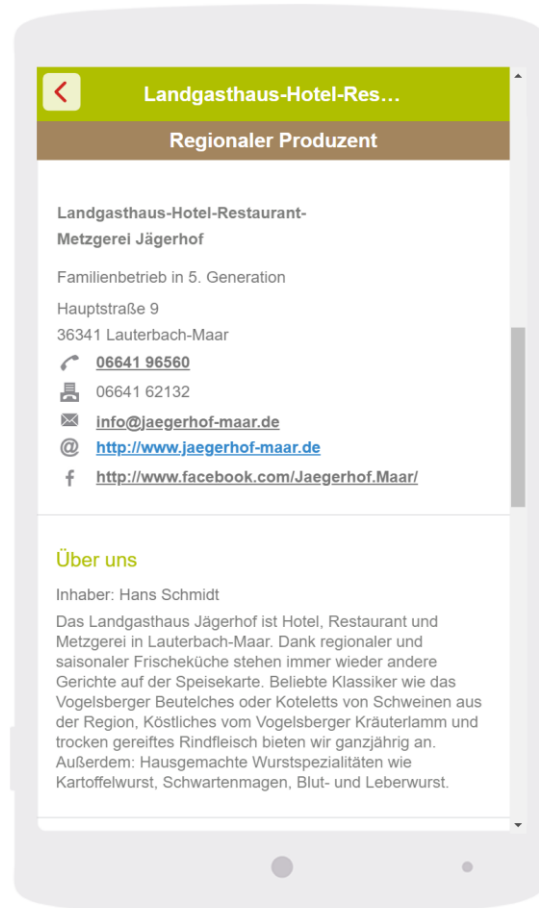 Landgasthaus-Hotel-Res…
Regionaler Produzent
Landgasthaus-Hotel-Restaurant-
Metzgerei Jägerhof
Familienbetrieb in 5. Generation
Hauptstraße 9
36341 Lauterbach-Maar
06641 96560
06641 62132
info@jaegerhof-maar.de
http://www.jaegerhof-maar.de
http://www.facebook.com/Jaegerhof.Maar/
Über uns
Inhaber: Hans Schmidt
Das Landgasthaus Jägerhof ist Hotel, Restaurant und
Metzgerei in Lauterbach-Maar. Dank regionaler und
saisonaler Frischeküche stehen immer wieder andere
Gerichte auf der Speisekarte. Beliebte Klassiker wie das
Vogelsberger Beutelches oder Koteletts von Schweinen aus
der Region, Köstliches vom Vogelsberger Kräuterlamm und
trocken gereiftes Rindfleisch bieten wir ganzjährig an.
Außerdem: Hausgemachte Wurstspezialitäten wie
Kartoffelwurst, Schwartenmagen, Blut- und Leberwurst.